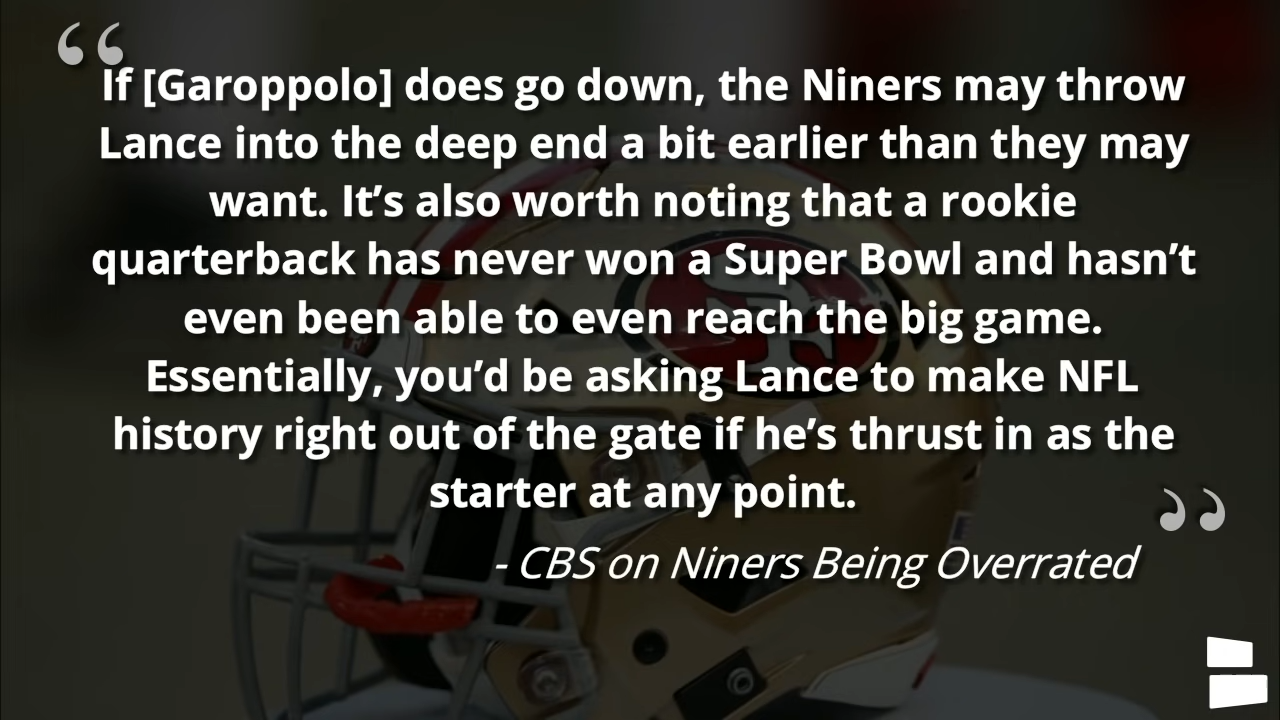 “
If [Garoppolo] does go down, the Niners may throw
Lance into the deep end a bit earlier than they may
want. It’s also worth noting that a rookie
quarterback has never won a Super Bowl and hasn’t
even been able to even reach the big game.
Essentially, you’d be asking Lance to make NFL
history right out of the gate if he’s thrust in as the
starter at any point.
”
- CBS on Niners Being Overrated
SF